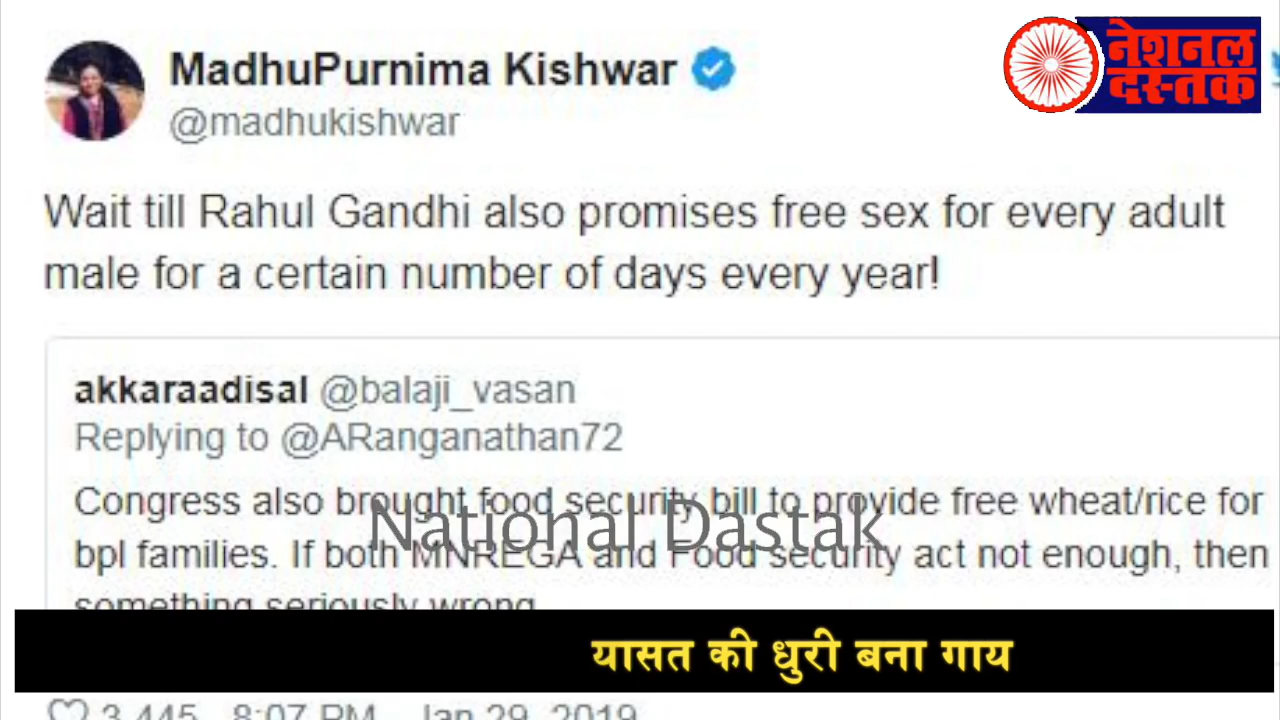 MadhuPurnima Kishwar
@madhukishwar
नेशनल
दस्तक
Wait till Rahul Gandhi also promises free sex for every adult
male for a certain number of days every year!
akkaraadisal @balaji_vasan
Replying to @ARanganathan72
Congress also brought food security bill to provide free wheat/rice for
National Dastak
bpl families. If both MNREGA and Food security act not enough, then
something seriously wrong
यासत की धुरी बना गाय
3,445 8:07 PM Jan 29, 2019